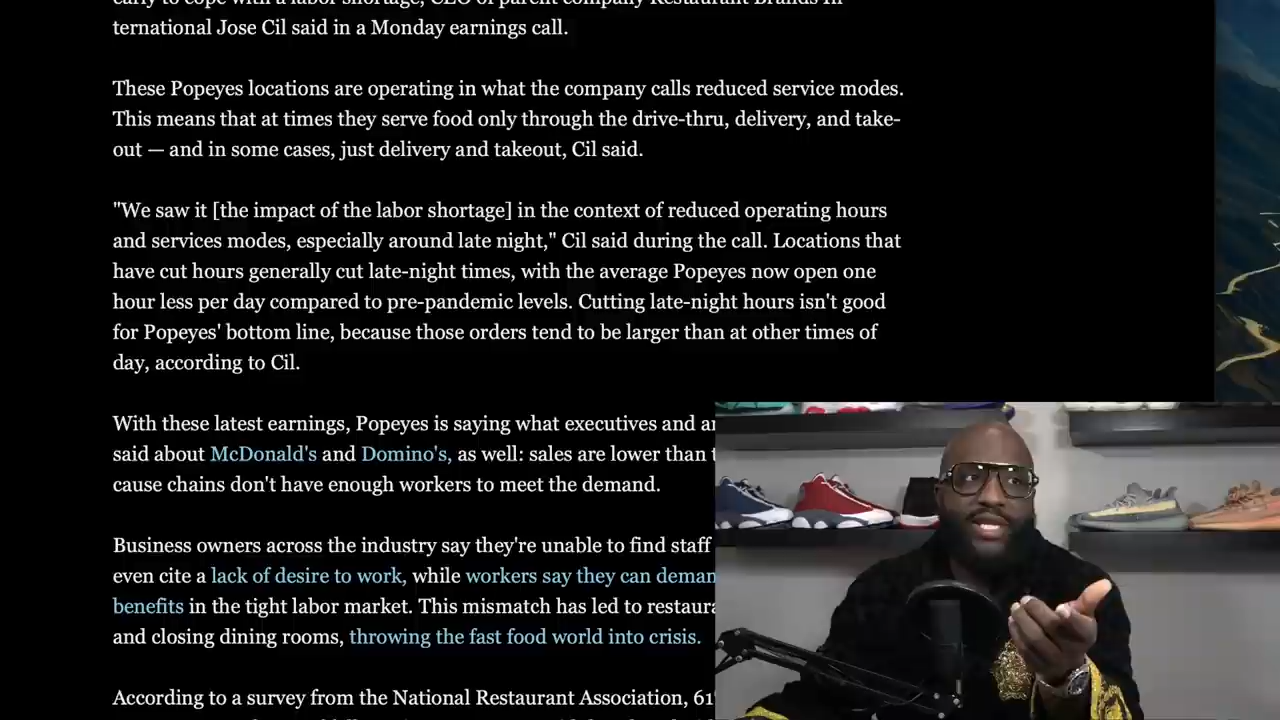 ternational Jose Cil said in a Monday earnings call.
These Popeyes locations are operating in what the company calls reduced service modes.
This means that at times they serve food only through the drive-thru, delivery, and take-
out — and in some cases, just delivery and takeout, Cil said.
"We saw it [the impact of the labor shortage] in the context of reduced operating hours
and services modes, especially around late night," Cil said during the call. Locations that
have cut hours generally cut late-night times, with the average Popeyes now open one
hour less per day compared to pre-pandemic levels. Cutting late-night hours isn't good
for Popeyes' bottom line, because those orders tend to be larger than at other times of
day, according to Cil.
With these latest earnings, Popeyes is saying what executives and
said about McDonald's and Domino's, as well: sales are lower than
cause chains don't have enough workers to meet the demand.
Business owners across the industry say they're unable to find staff
even cite a lack of desire to work, while workers say they can
benefits in the tight labor market. This mismatch has led to
and closing dining rooms, throwing the fast food world into crisis.
According to a survey from the National Restaurant Association,